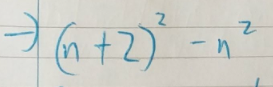 → (n + 2)² - n²